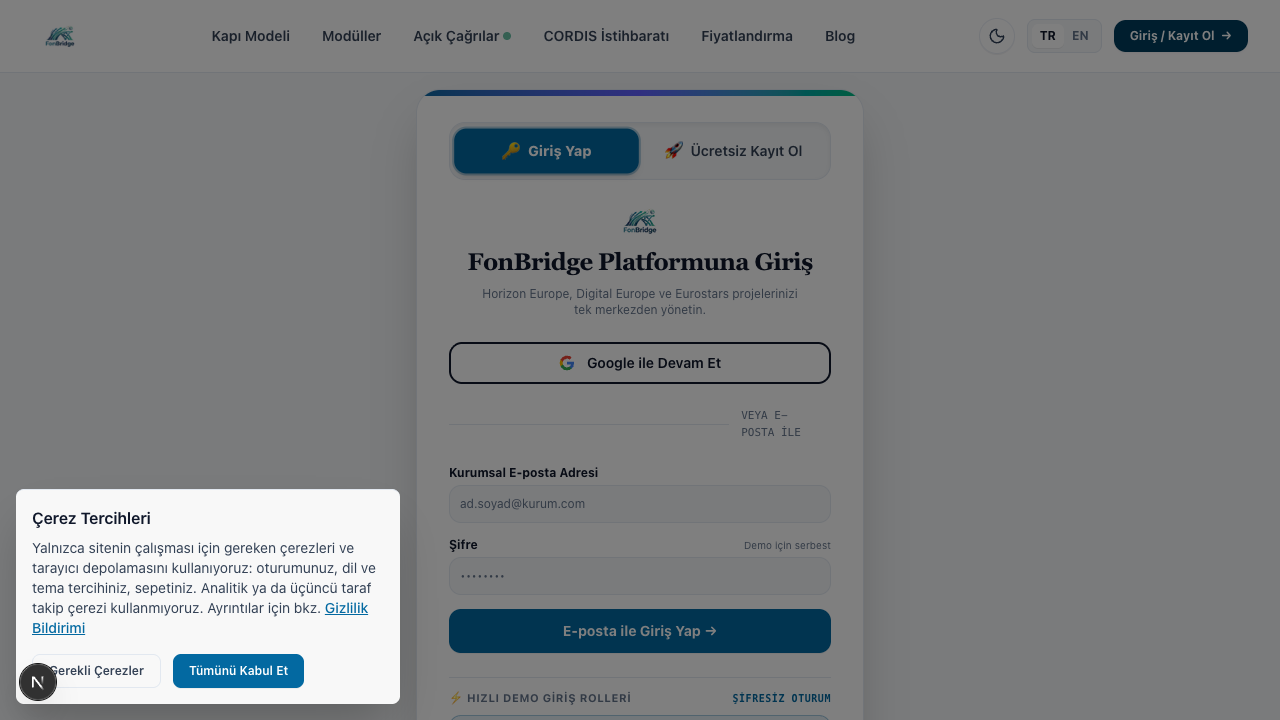 FonBridge
Kapı Modeli
Modüller
Açık Çağrılar
CORDIS İstihbaratı
Fiyatlandırma
Blog
TR
EN
Giriş / Kayıt Ol →
🔑 Giriş Yap
🚀 Ücretsiz Kayıt Ol
FonBridge
FonBridge Platformuna Giriş
Horizon Europe, Digital Europe ve Eurostars projelerinizi
tek merkezden yönetin.
Google ile Devam Et
VEYA E-
POSTA İLE
Kurumsal E-posta Adresi
ad.soyad@kurum.com
Şifre
Demo için serbest
••••••••
E-posta ile Giriş Yap →
⚡ HIZLI DEMO GİRİŞ ROLLERİ
ŞİFRESİZ OTURUM
Çerez Tercihleri
Yalnızca sitenin çalışması için gereken çerezleri ve
tarayıcı depolamasını kullanıyoruz: oturumunuz, dil ve
tema tercihiniz, sepetiniz. Analitik ya da üçüncü taraf
takip çerezi kullanmıyoruz. Ayrıntılar için bkz. Gizlilik
Bildirimi
Gerekli Çerezler
Tümünü Kabul Et
N